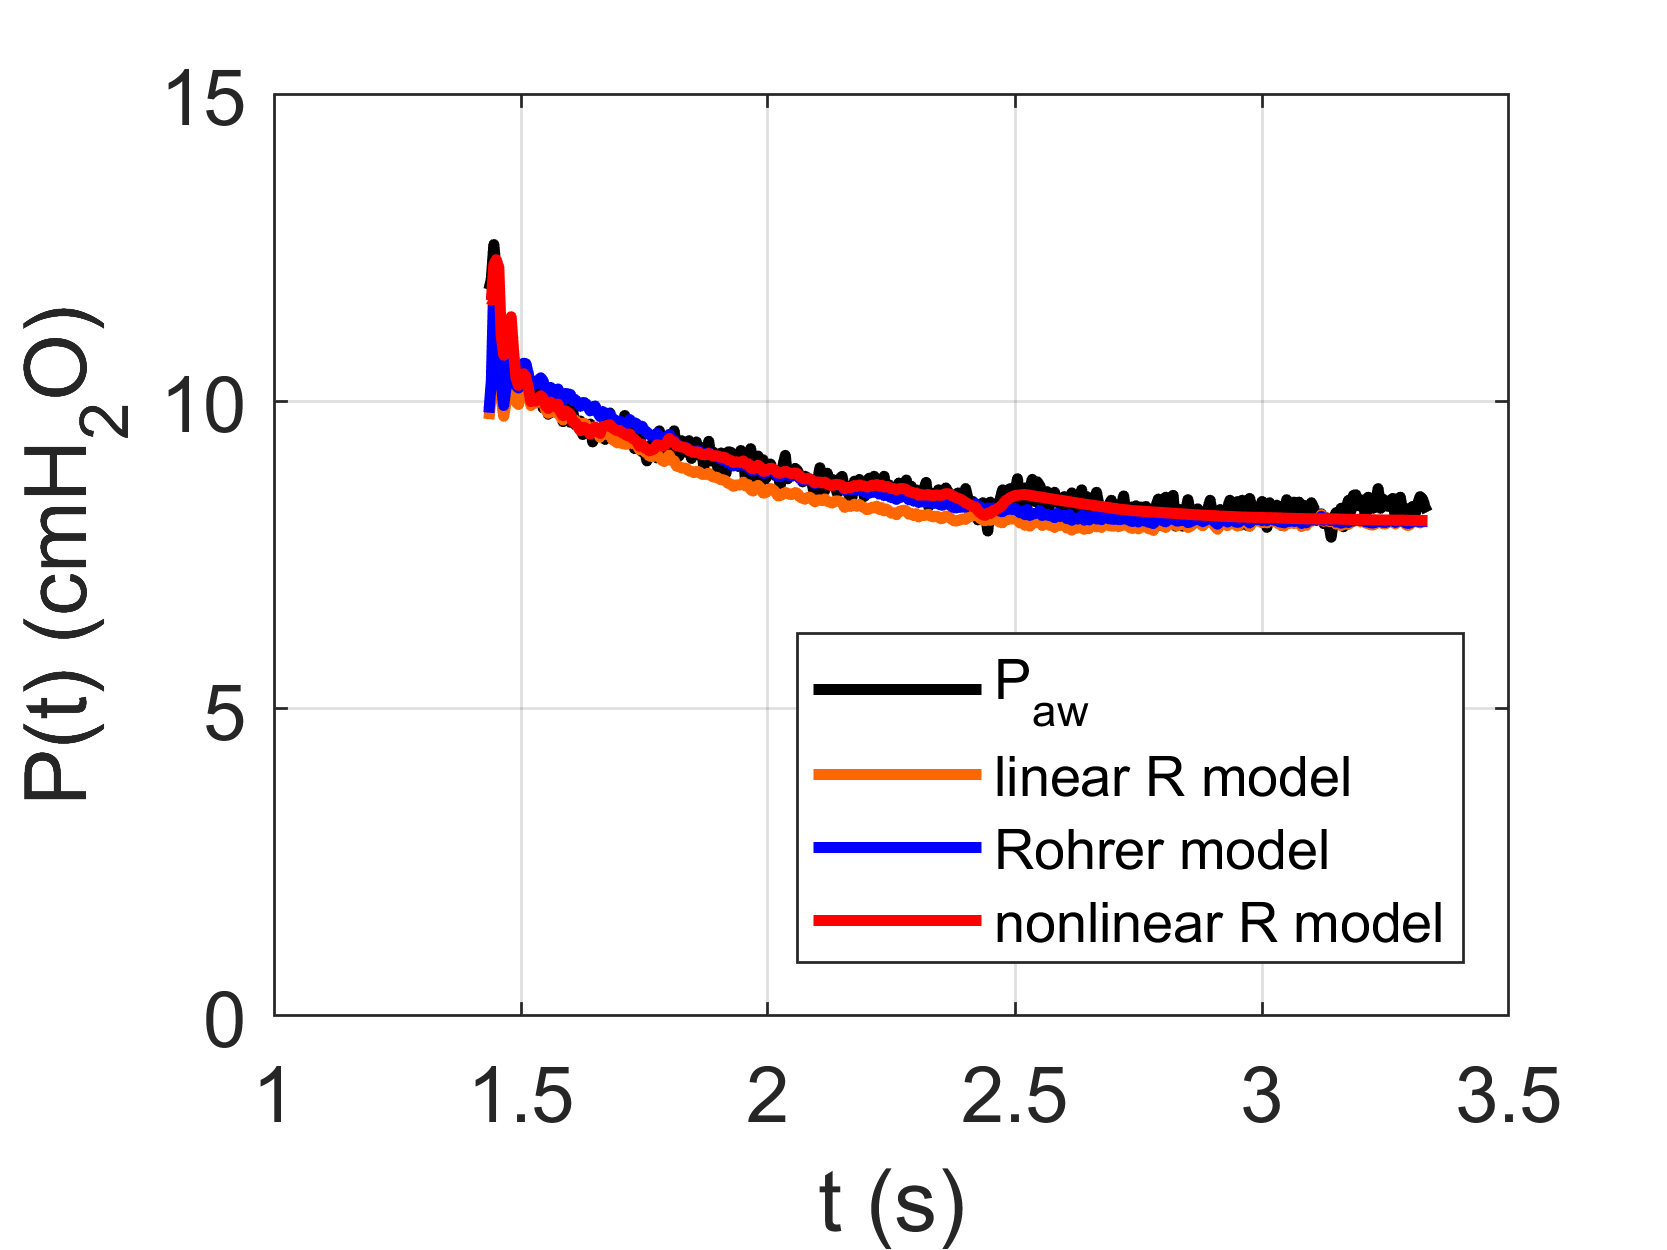 P(t) (cmH2O)
15
10
5
0
1 1.5 2 2.5 3 3.5
t (s)
Paw
linear R model
Rohrer model
nonlinear R model